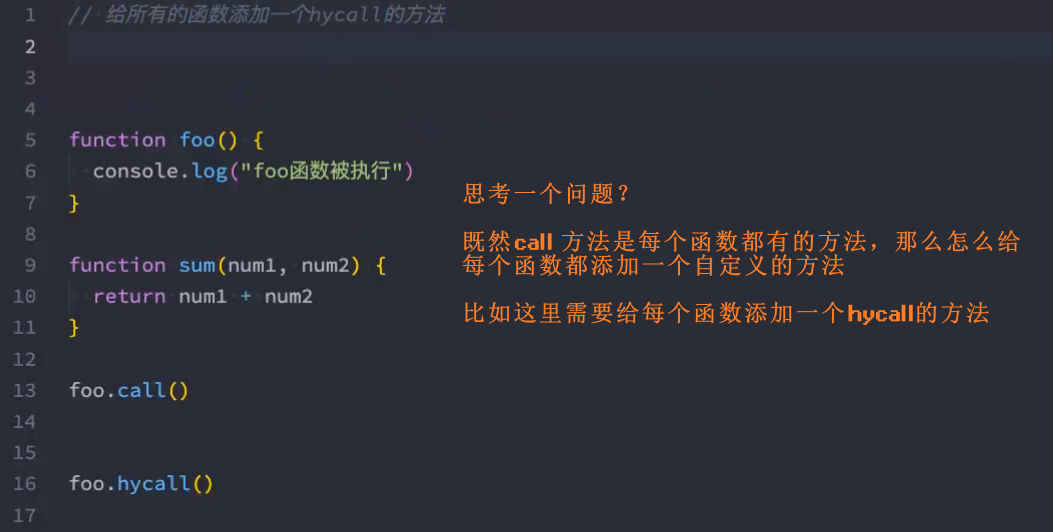 1 // 给所有的函数添加一个hycall的方法
2
3
4
5 function foo() {
6 console.log("foo函数被执行")
7 }
8
9 function sum(num1, num2) {
10 return num1 + num2
11 }
12
13 foo.call()
14
15
16 foo.hycall()
17
思考一个问题？
既然call 方法是每个函数都有的方法，那么怎么给
每个函数都添加一个自定义的方法
比如这里需要给每个函数添加一个hycall的方法